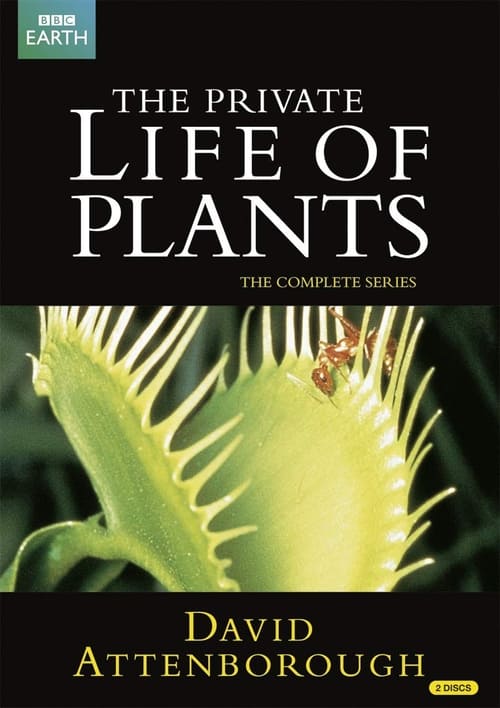 BBC
EARTH
THE PRIVATE
LIFE OF
PLANTS
THE COMPLETE SERIES
DAVID
ATTENBOROUGH
2 DISCS